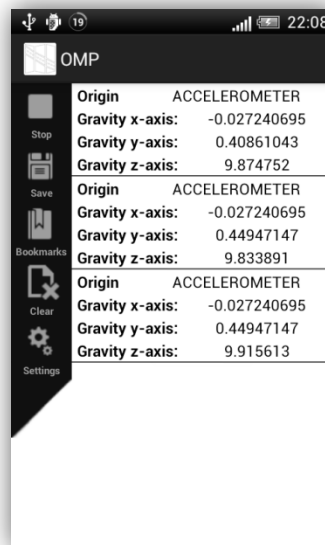 19 22:08
OMP
Stop
Save
Bookmarks
Clear
Settings
Origin ACCELEROMETER
Gravity x-axis: -0.027240695
Gravity y-axis: 0.40861043
Gravity z-axis: 9.874752
Origin ACCELEROMETER
Gravity x-axis: -0.027240695
Gravity y-axis: 0.44947147
Gravity z-axis: 9.833891
Origin ACCELEROMETER
Gravity x-axis: -0.027240695
Gravity y-axis: 0.44947147
Gravity z-axis: 9.915613